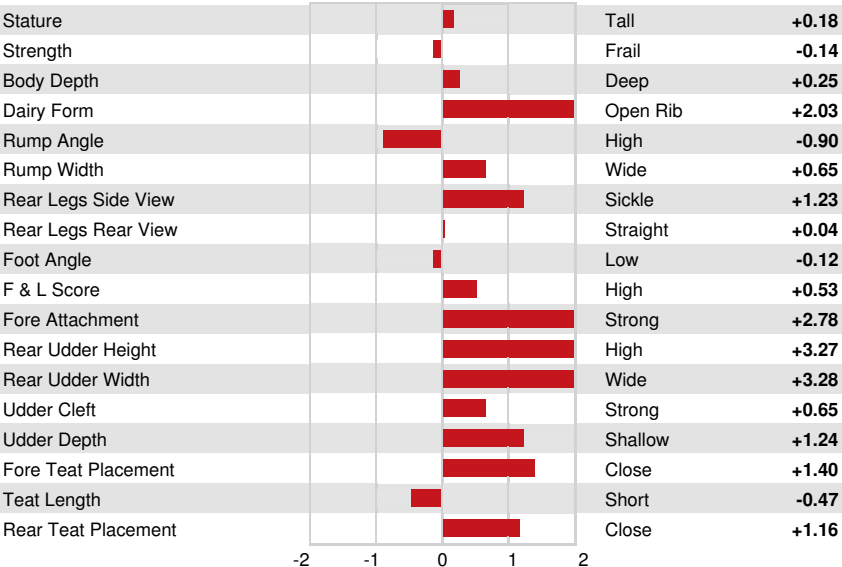 Stature Tall +0.18
Strength Frail -0.14
Body Depth Deep +0.25
Dairy Form Open Rib +2.03
Rump Angle High -0.90
Rump Width Wide +0.65
Rear Legs Side View Sickle +1.23
Rear Legs Rear View Straight +0.04
Foot Angle Low -0.12
F & L Score High +0.53
Fore Attachment Strong +2.78
Rear Udder Height High +3.27
Rear Udder Width Wide +3.28
Udder Cleft Strong +0.65
Udder Depth Shallow +1.24
Fore Teat Placement Close +1.40
Teat Length Short -0.47
Rear Teat Placement Close +1.16
-2 -1 0 1 2